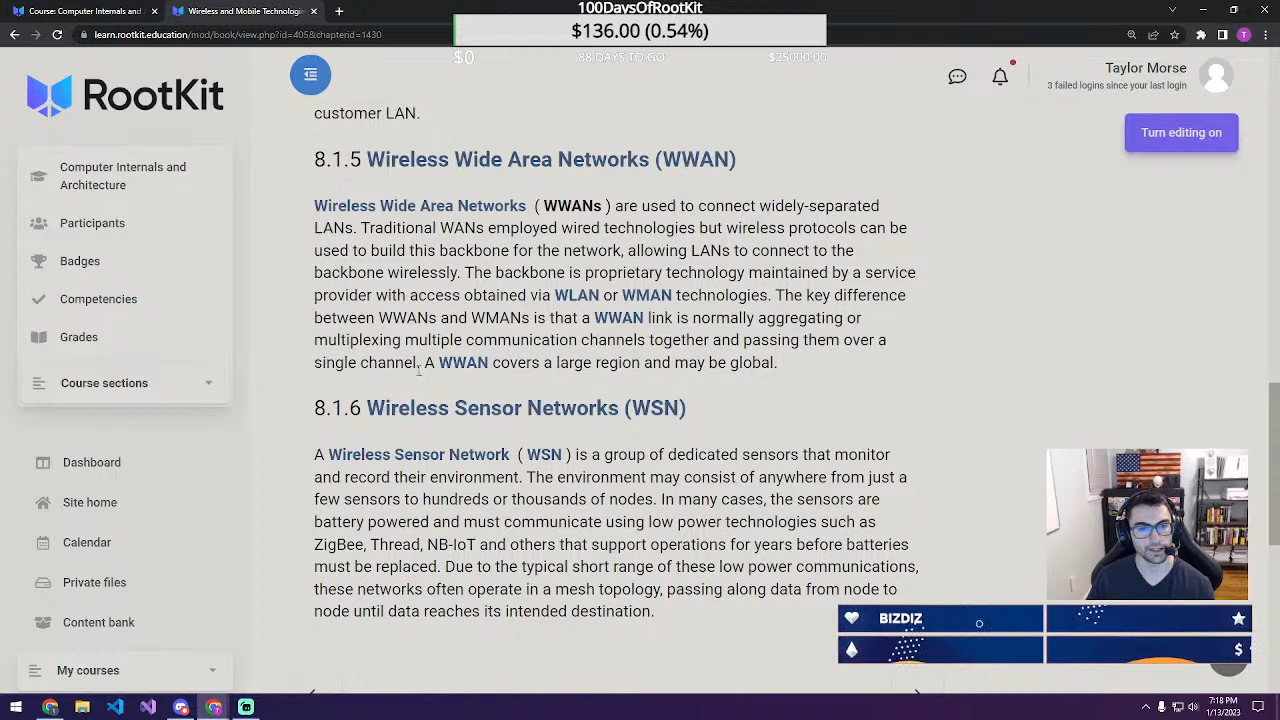 Course: Computer Internals an
Wireless and Mobile Technolog
100DaysOfRootKit
learn.rootkit.education/mod/book/view.php?id=405&chapterid=1430
$136.00 (0.54%)
$0
88 DAYS TO GO
$25000.00
RootKit
Taylor Morse
3 failed logins since your last login
Turn editing on
Computer Internals and
Architecture
Participants
Badges
Competencies
Grades
Course sections
Dashboard
Site home
Calendar
Private files
Content bank
My courses
customer LAN.
8.1.5 Wireless Wide Area Networks (WWAN)
Wireless Wide Area Networks ( WWANs ) are used to connect widely-separated
LANs. Traditional WANs employed wired technologies but wireless protocols can be
used to build this backbone for the network, allowing LANs to connect to the
backbone wirelessly. The backbone is proprietary technology maintained by a service
provider with access obtained via WLAN or WMAN technologies. The key difference
between WWANs and WMANs is that a WWAN link is normally aggregating or
multiplexing multiple communication channels together and passing them over a
single channel. A WWAN covers a large region and may be global.
8.1.6 Wireless Sensor Networks (WSN)
A Wireless Sensor Network ( WSN ) is a group of dedicated sensors that monitor
and record their environment. The environment may consist of anywhere from just a
few sensors to hundreds or thousands of nodes. In many cases, the sensors are
battery powered and must communicate using low power technologies such as
ZigBee, Thread, NB-IoT and others that support operations for years before batteries
must be replaced. Due to the typical short range of these low power communications,
these networks often operate in a mesh topology, passing along data from node to
node until data reaches its intended destination.
BIZDIZ
$
7:18 PM
1/13/2023